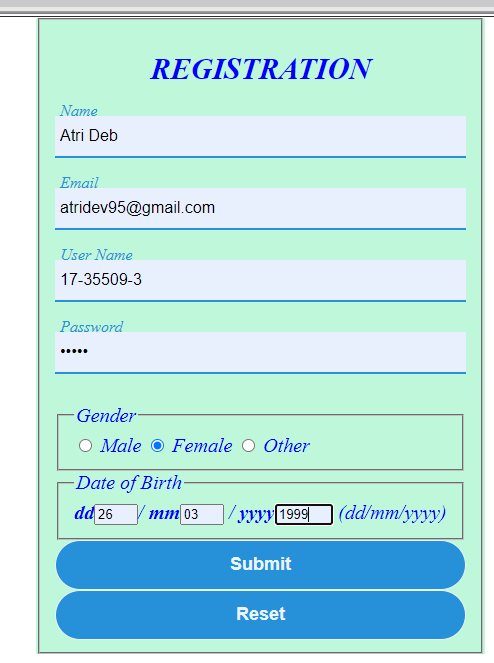 REGISTRATION
Name
Atri Deb
Email
atridev95@gmail.com
User Name
17-35509-3
Password
•••••
Gender
Male Female Other
Date of Birth
dd 26 / mm 03 / yyyy 1999 (dd/mm/yyyy)
Submit
Reset